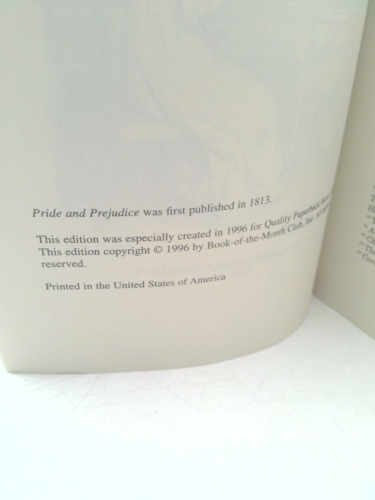 Pride and Prejudice was first published in 1813.
This edition was especially created in 1996 for Quality Paperback
This edition copyright © 1996 by Book-of-the-Month Club, Inc.
reserved.
Printed in the United States of America